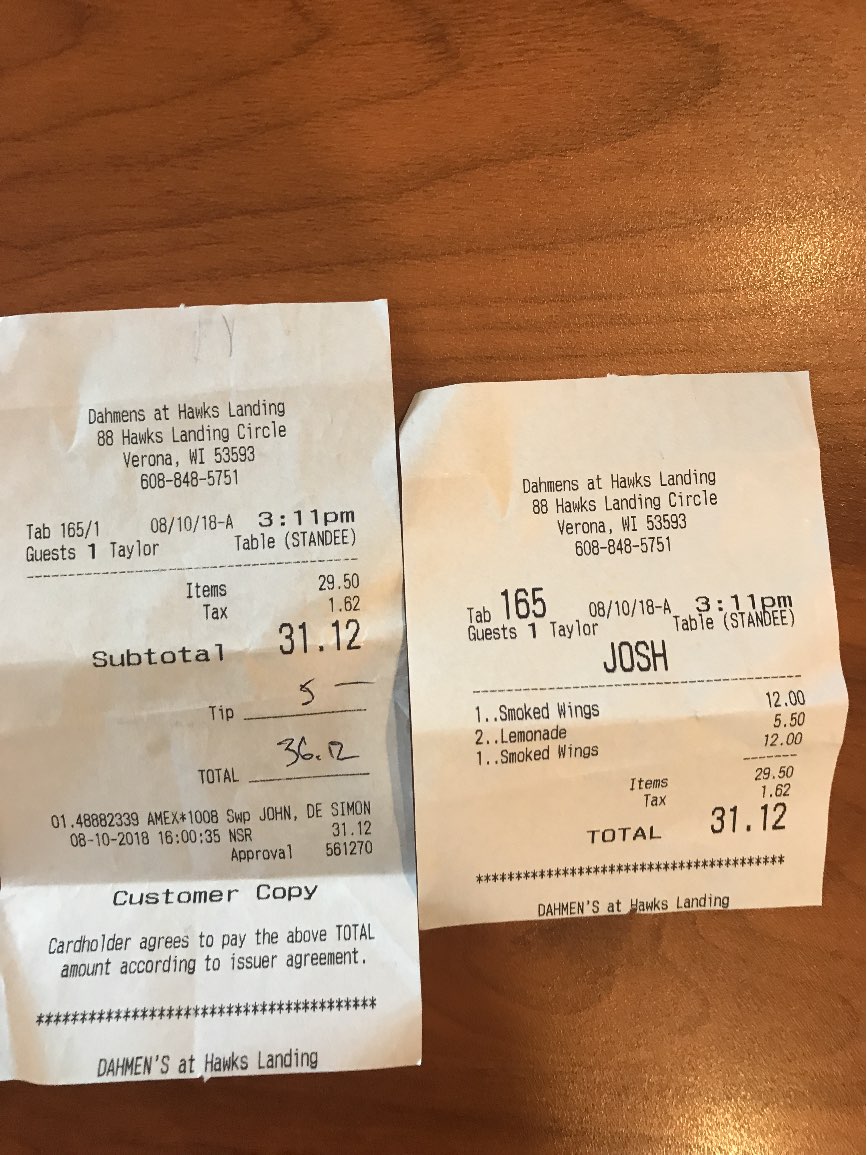 Dahmens at Hawks Landing
88 Hawks Landing Circle
Verona, WI 53593
608-848-5751
Tab 165/1 08/10/18-A 3:11pm
Guests 1 Taylor Table (STANDEE)
Items 29.50
Tax 1.62
Subtotal 31.12
Tip 5 —
TOTAL 36.12
01.48882339 AMEX*1008 Swp JOHN, DE SIMON
08-10-2018 16:00:35 NSR 31.12
Approval 561270
Customer Copy
Cardholder agrees to pay the above TOTAL
amount according to issuer agreement.
****************************************
DAHMEN'S at Hawks Landing
Dahmens at Hawks Landing
88 Hawks Landing Circle
Verona, WI 53593
608-848-5751
Tab 165 08/10/18-A 3:11pm
Guests 1 Taylor Table (STANDEE)
JOSH
1..Smoked Wings 12.00
2..Lemonade 5.50
1..Smoked Wings 12.00
Items 29.50
Tax 1.62
TOTAL 31.12
****************************************
DAHMEN'S at Hawks Landing